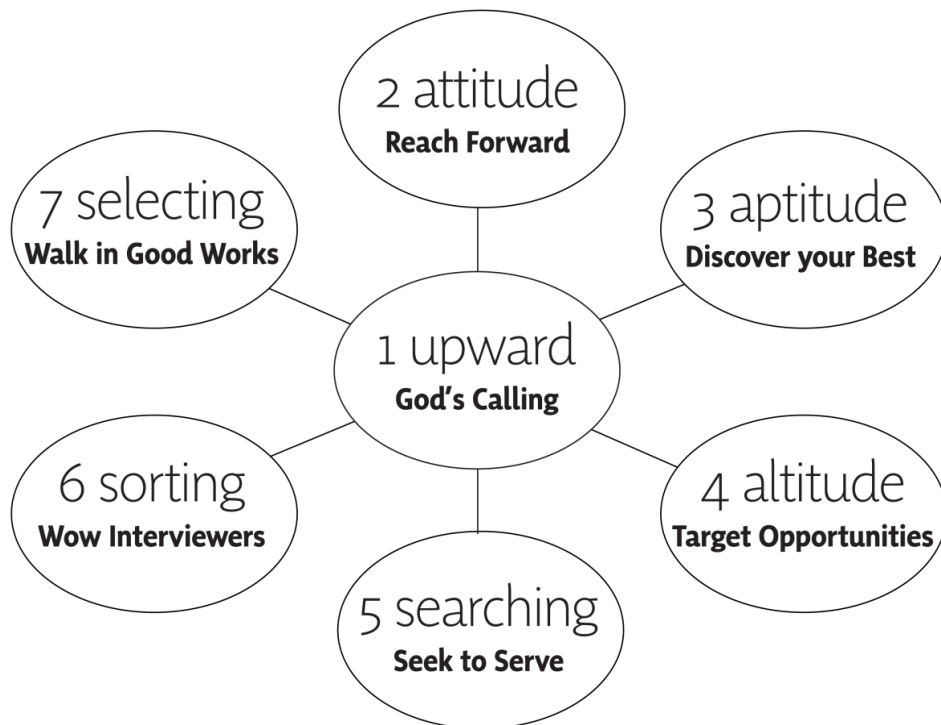 2 attitude
Reach Forward
7 selecting
Walk in Good Works
3 aptitude
Discover your Best
1 upward
God's Calling
6 sorting
Wow Interviewers
4 altitude
Target Opportunities
5 searching
Seek to Serve